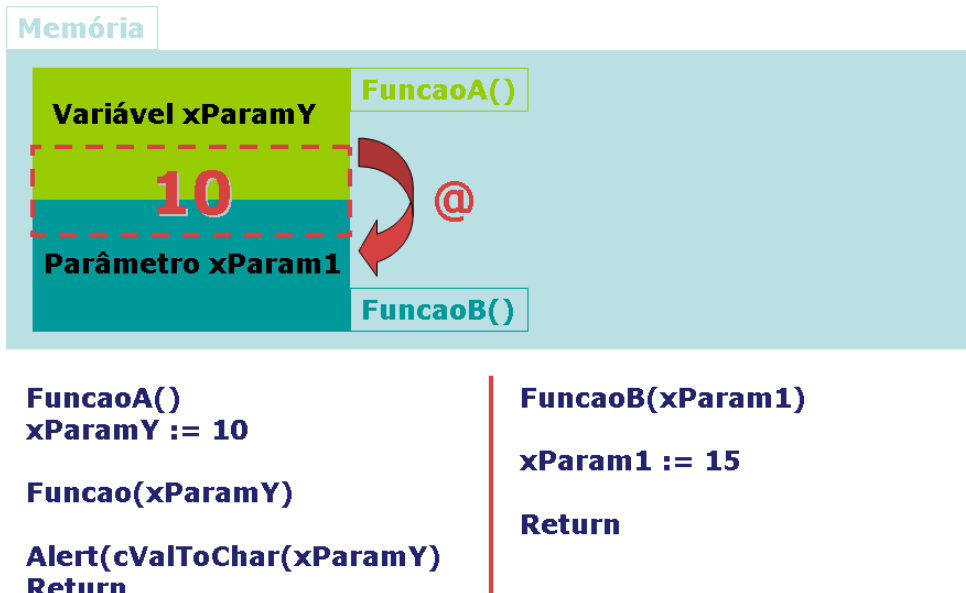 Memória
FuncaoA()
Variável xParamY
10
@
Parâmetro xParam1
FuncaoB()
FuncaoA()
xParamY := 10
Funcao(xParamY)
Alert(cValToChar(xParamY)
Return
FuncaoB(xParam1)
xParam1 := 15
Return